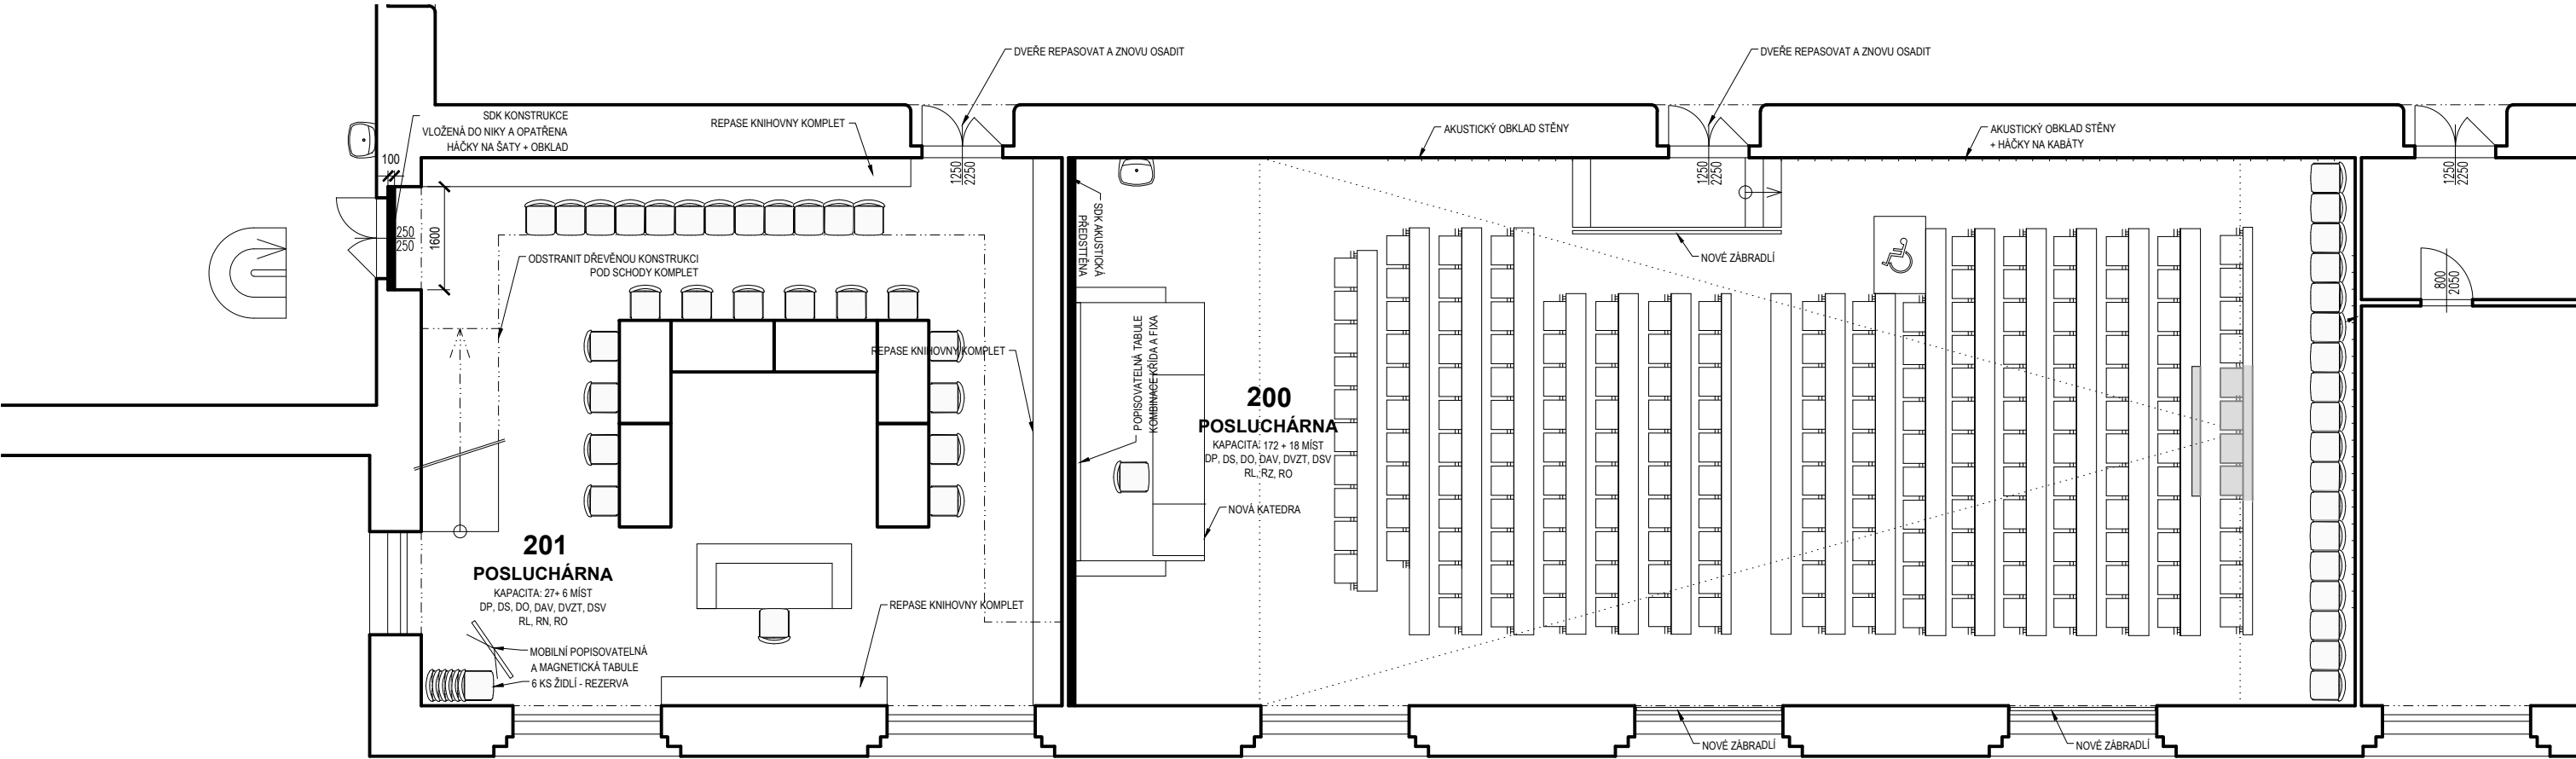 DVEŘE REPASOVAT A ZNOVU OSADIT
DVEŘE REPASOVAT A ZNOVU OSADIT
SDK KONSTRUKCE
VLOŽENÁ DO NIKY A OPATŘENA
HÁČKY NA ŠATY + OBKLAD
REPASE KNIHOVNY KOMPLET
AKUSTICKÝ OBKLAD STĚNY
AKUSTICKÝ OBKLAD STĚNY
+ HÁČKY NA KABÁTY
100
1250
2250
1250
2250
1250
2250
250
250
1600
SDK AKUSTICKÁ
PŘEDSTĚNA
ODSTRANIT DŘEVĚNOU KONSTRUKCI
POD SCHODY KOMPLET
NOVÉ ZÁBRADLÍ
800
2050
REPASE KNIHOVNY KOMPLET
POPISOVATELNÁ TABULE
KOMBINACE KŘÍDA A FIXA
200
POSLUCHÁRNA
KAPACITA: 172 + 18 MÍST
DP, DS, DO, DAV, DVZT, DSV
RL, RZ, RO
NOVÁ KATEDRA
201
POSLUCHÁRNA
KAPACITA: 27+ 6 MÍST
DP, DS, DO, DAV, DVZT, DSV
RL, RN, RO
REPASE KNIHOVNY KOMPLET
MOBILNÍ POPISOVATELNÁ
A MAGNETICKÁ TABULE
6 KS ŽIDLÍ - REZERVA
NOVÉ ZÁBRADLÍ
NOVÉ ZÁBRADLÍ